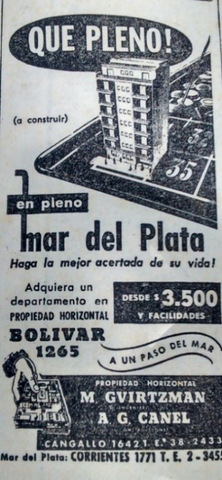 QUE PLENO!
(a construir)
35
en pleno
mar del Plata
Haga la mejor acertada de su vida!
Adquiera un
departamento en
PROPIEDAD HORIZONTAL
BOLIVAR
1265
DESDE $ 3.500
Y FACILIDADES
A UN PASO DEL MAR
PROPIEDAD HORIZONTAL
M. GVIRTZMAN
A. G. CANEL
CANGALLO 1642 T. E. 38-2433
Mar del Plata: CORRIENTES 1771 T. E. 2-3455